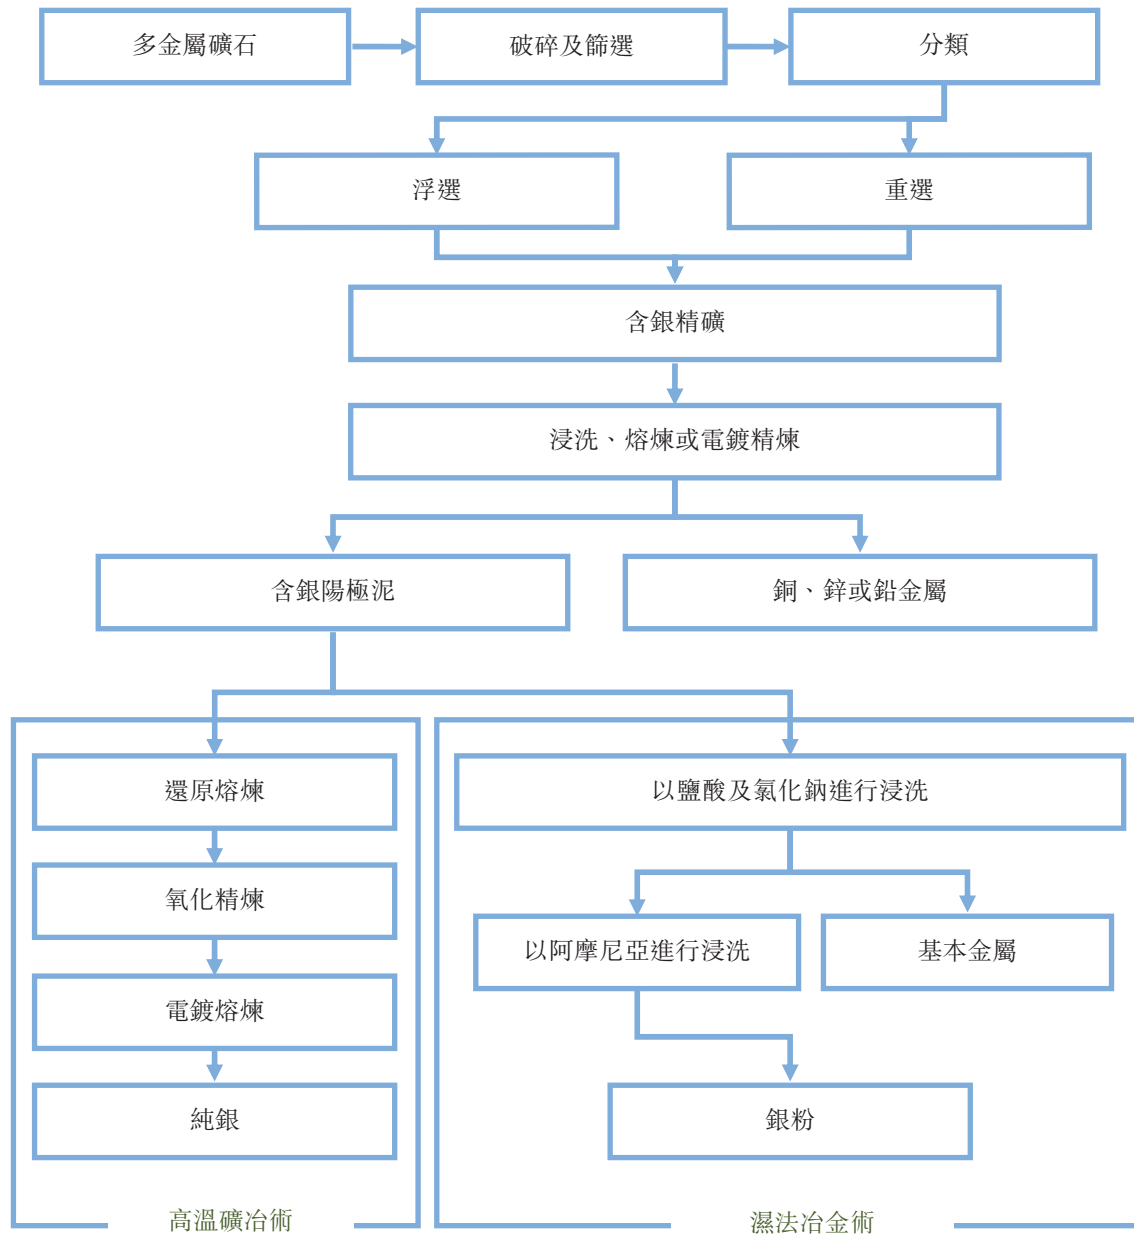 多金屬礦石
破碎及篩選
分類
浮選
重選
含銀精礦
浸洗、熔煉或電鍍精煉
含銀陽極泥
銅、鋅或鉛金屬
還原熔煉
以鹽酸及氯化鈉進行浸洗
氧化精煉
以阿摩尼亞進行浸洗
基本金屬
電鍍熔煉
純銀
銀粉
高溫礦冶術
濕法冶金術